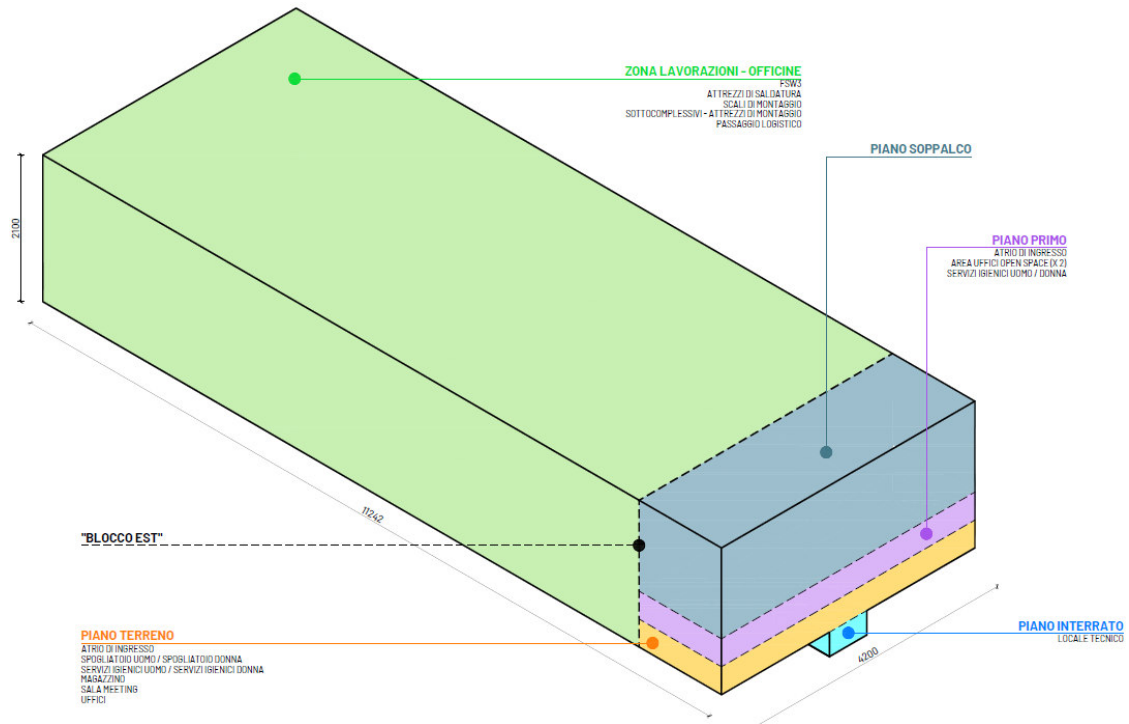 ZONA LAVORAZIONI - OFFICINE
FSW3
ATTREZZI DI SALDATURA
SCALI DI MONTAGGIO
SOTTOCOMPLESSIVI - ATTREZZI DI MONTAGGIO
PASSAGGIO LOGISTICO
PIANO SOPPALCO
PIANO PRIMO
ATRIO DI INGRESSO
AREA UFFICI OPEN SPACE (X 2)
SERVIZI IGIENICI UOMO / DONNA
2100
11242
"BLOCCO EST"
PIANO TERRENO
ATRIO DI INGRESSO
SPOGLIATOIO UOMO / SPOGLIATOIO DONNA
SERVIZI IGIENICI UOMO / SERVIZI IGIENICI DONNA
MAGAZZINO
SALA MEETING
UFFICI
PIANO INTERRATO
LOCALE TECNICO
4200